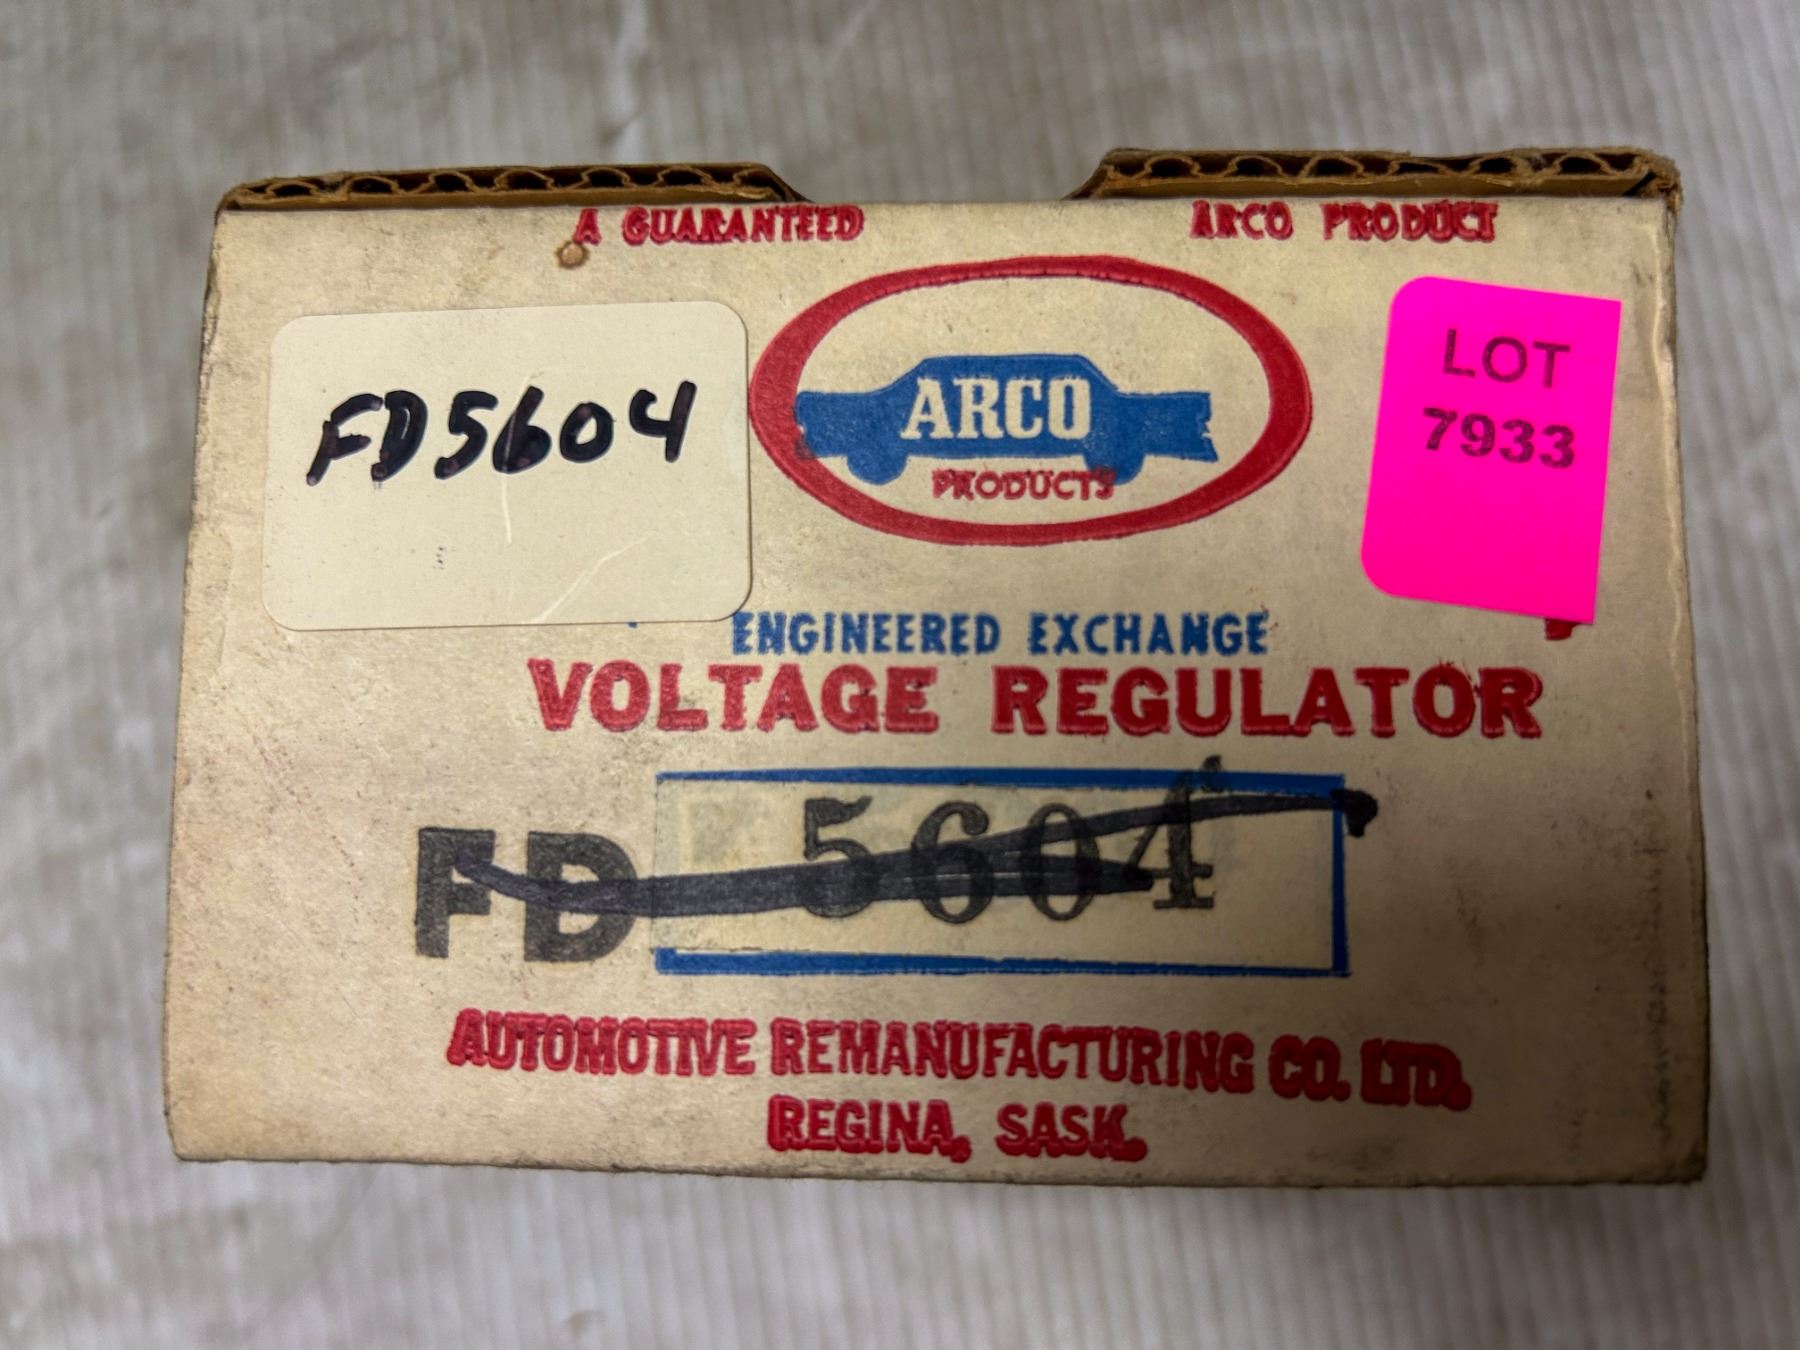 A GUARANTEED ARCO PRODUCT
FD5604
ARCO
PRODUCTS
LOT
7933
ENGINEERED EXCHANGE
VOLTAGE REGULATOR
FD 5604
AUTOMOTIVE REMANUFACTURING CO. LTD.
REGINA, SASK.